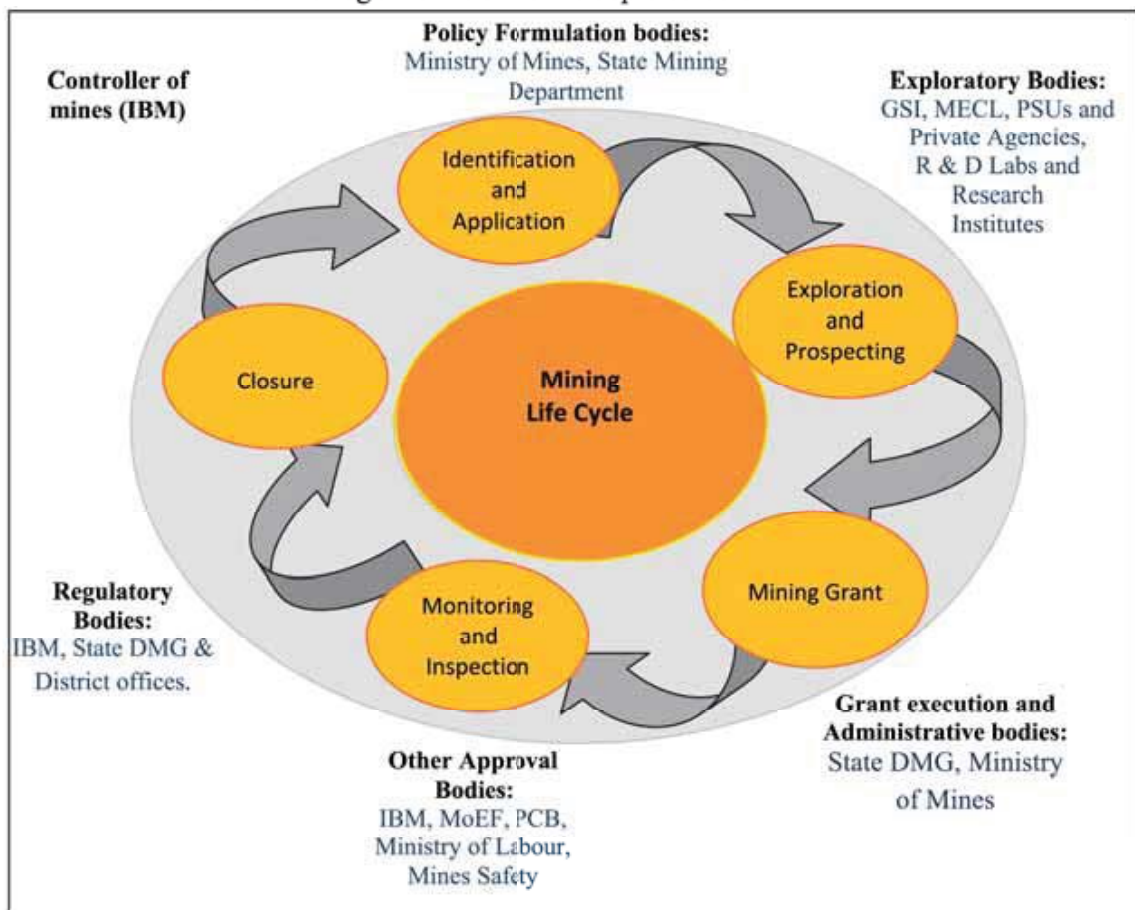 Policy Formulation bodies:
Ministry of Mines, State Mining
Department
Controller of
mines (IBM)
Exploratory Bodies:
GSI, MECL, PSUs and
Private Agencies,
R & D Labs and
Research
Institutes
Identification
and
Application
Exploration
and
Prospecting
Mining
Life Cycle
Closure
Mining Grant
Monitoring
and
Inspection
Regulatory
Bodies:
IBM, State DMG &
District offices.
Grant execution and
Administrative bodies:
State DMG, Ministry
of Mines
Other Approval
Bodies:
IBM, MoEF, PCB,
Ministry of Labour,
Mines Safety